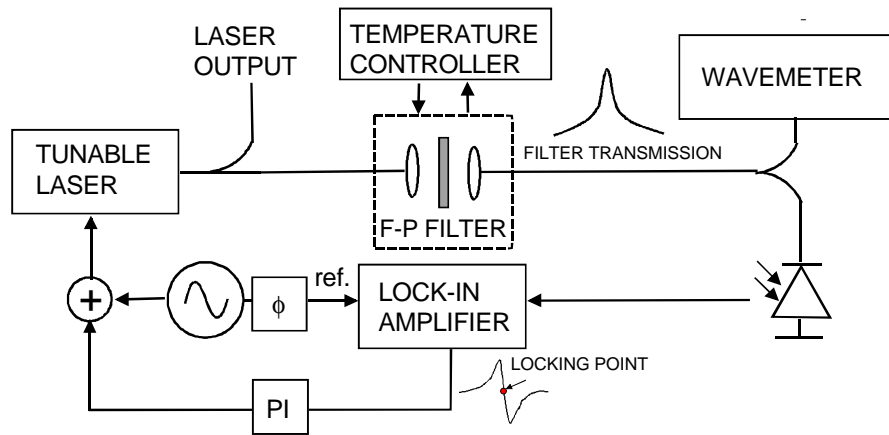 LASER
OUTPUT
TEMPERATURE
CONTROLLER
WAVEMETER
TUNABLE
LASER
FILTER TRANSMISSION
F-P FILTER
ref.
+
ϕ
LOCK-IN
AMPLIFIER
LOCKING POINT
PI